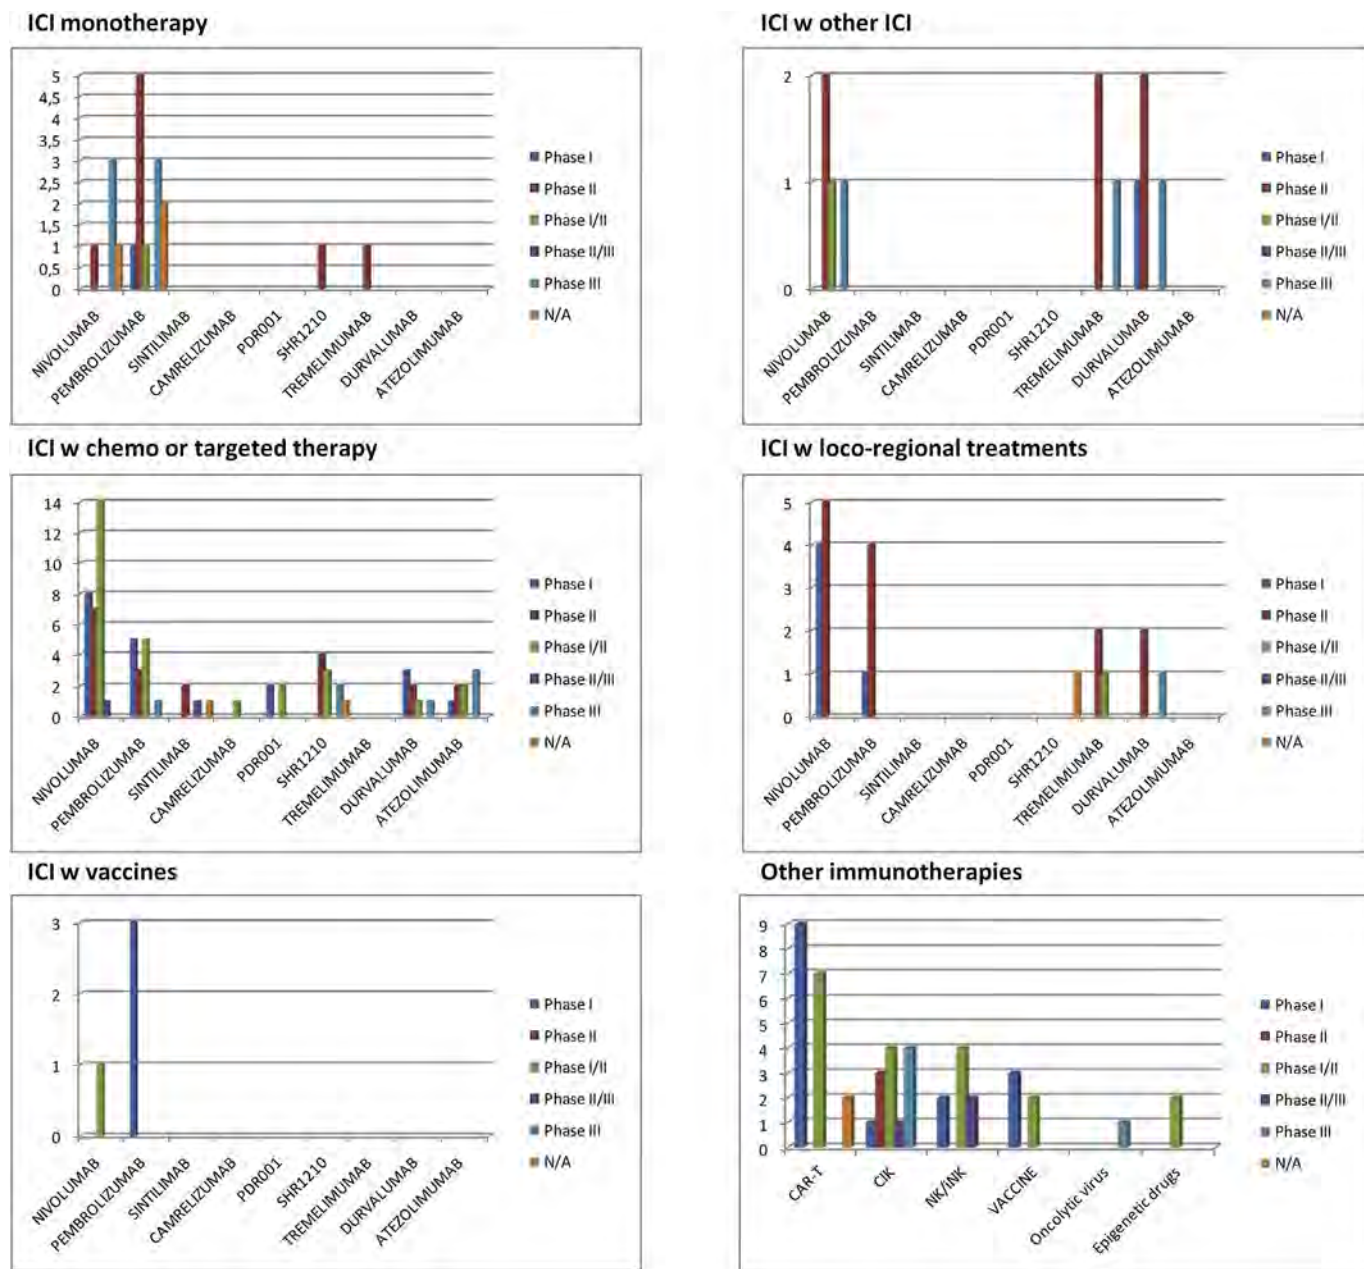 ICI monotherapy
5
4,5
4
3,5
3
2,5
2
1,5
1
0,5
0
NIVOLUMAB
PEMBROLIZUMAB
SINTILIMAB
CAMRELIZUMAB
PDR001
SHR1210
TREMELIMUMAB
DURVALUMAB
ATEZOLIMUMAB
Phase I
Phase II
Phase I/II
Phase II/III
Phase III
N/A
ICI w other ICI
2
1
0
NIVOLUMAB
PEMBROLIZUMAB
SINTILIMAB
CAMRELIZUMAB
PDR001
SHR1210
TREMELIMUMAB
DURVALUMAB
ATEZOLIMUMAB
Phase I
Phase II
Phase I/II
Phase II/III
Phase III
N/A
ICI w chemo or targeted therapy
14
12
10
8
6
4
2
0
NIVOLUMAB
PEMBROLIZUMAB
SINTILIMAB
CAMRELIZUMAB
PDR001
SHR1210
TREMELIMUMAB
DURVALUMAB
ATEZOLIMUMAB
Phase I
Phase II
Phase I/II
Phase II/III
Phase III
N/A
ICI w loco-regional treatments
5
4
3
2
1
0
NIVOLUMAB
PEMBROLIZUMAB
SINTILIMAB
CAMRELIZUMAB
PDR001
SHR1210
TREMELIMUMAB
DURVALUMAB
ATEZOLIMUMAB
Phase I
Phase II
Phase I/II
Phase II/III
Phase III
N/A
ICI w vaccines
3
2
1
0
NIVOLUMAB
PEMBROLIZUMAB
SINTILIMAB
CAMRELIZUMAB
PDR001
SHR1210
TREMELIMUMAB
DURVALUMAB
ATEZOLIMUMAB
Phase I
Phase II
Phase I/II
Phase II/III
Phase III
N/A
Other immunotherapies
9
8
7
6
5
4
3
2
1
0
CAR-T
CIK
NK/INK
VACCINE
Oncolytic virus
Epigenetic drugs
Phase I
Phase II
Phase I/II
Phase II/III
Phase III
N/A